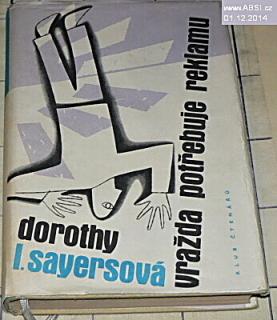 www.ABSI.cz
01.12.2014
dorothy
l. sayersová
vražda potřebuje reklamu
KLUB ČTENÁŘŮ